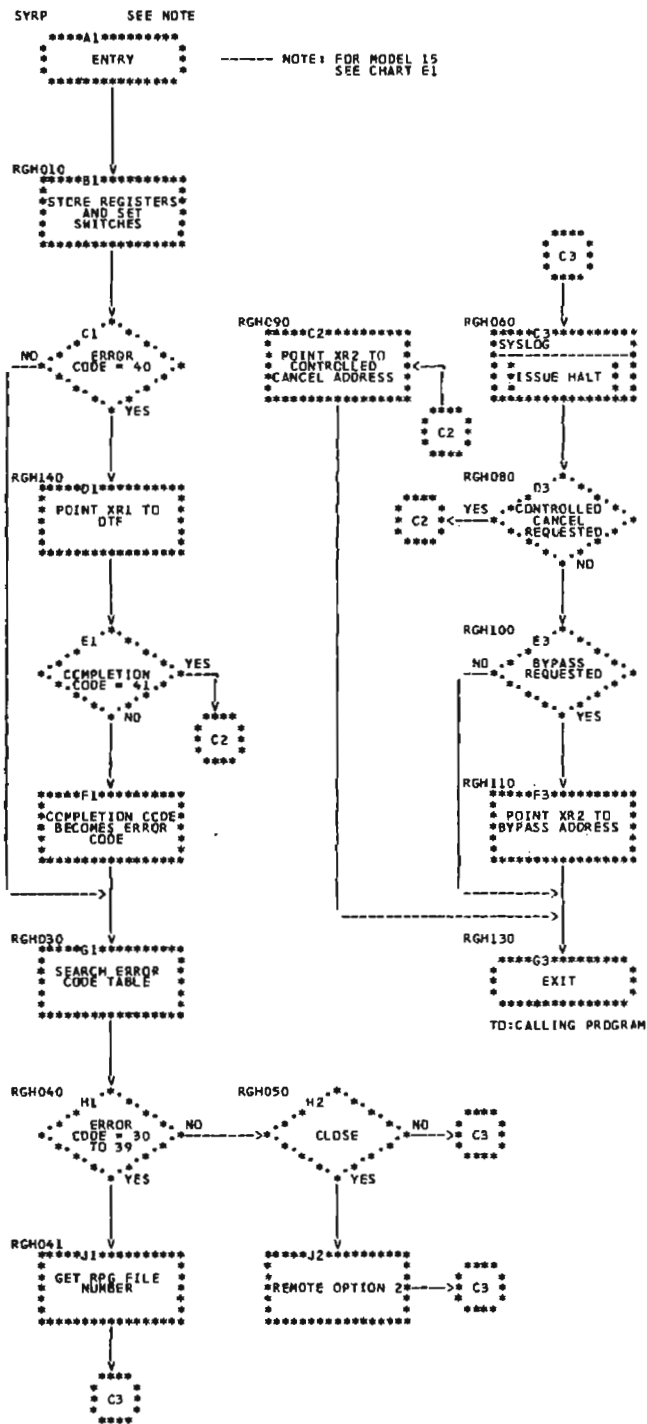 SYRP SEE NOTE
A1
ENTRY
NOTE: FOR MODEL 15
SEE CHART E1
RGH010
B1
STORE REGISTERS
AND SET
SWITCHES
C1
ERROR
CODE = 40
NO
YES
RGH140
D1
POINT XR1 TO
DTF
E1
COMPLETION
CODE = 41
YES
NO
C2
F1
COMPLETION CODE
BECOMES ERROR
CODE
RGH030
G1
SEARCH ERROR
CODE TABLE
RGH040
H1
ERROR
CODE = 30
TO 39
NO
YES
RGH041
J1
GET RPG FILE
NUMBER
C3
RGH090
C2
POINT XR2 TO
CONTROLLED
CANCEL ADDRESS
C2
RGH050
H2
CLOSE
NO
C3
YES
J2
REMOTE OPTION 2
C3
C3
RGH060
C3
SYSLOG
ISSUE HALT
RGH080
D3
CONTROLLED
CANCEL
REQUESTED
YES
C2
NO
RGH100
E3
BYPASS
REQUESTED
NO
YES
RGH110
F3
POINT XR2 TO
BYPASS ADDRESS
RGH130
G3
EXIT
TO:CALLING PROGRAM